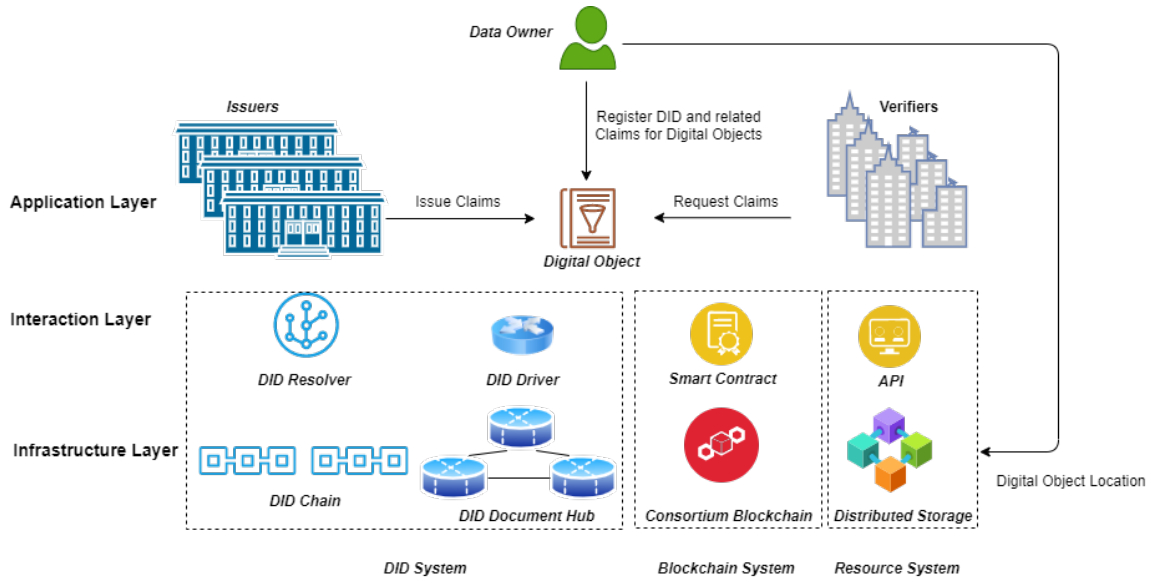 Data Owner
Issuers
Register DID and related
Claims for Digital Objects
Verifiers
Application Layer
Issue Claims
Request Claims
Digital Object
Interaction Layer
DID Resolver
DID Driver
Smart Contract
API
Infrastructure Layer
DID Chain
DID Document Hub
Consortium Blockchain
Distributed Storage
Digital Object Location
DID System
Blockchain System
Resource System